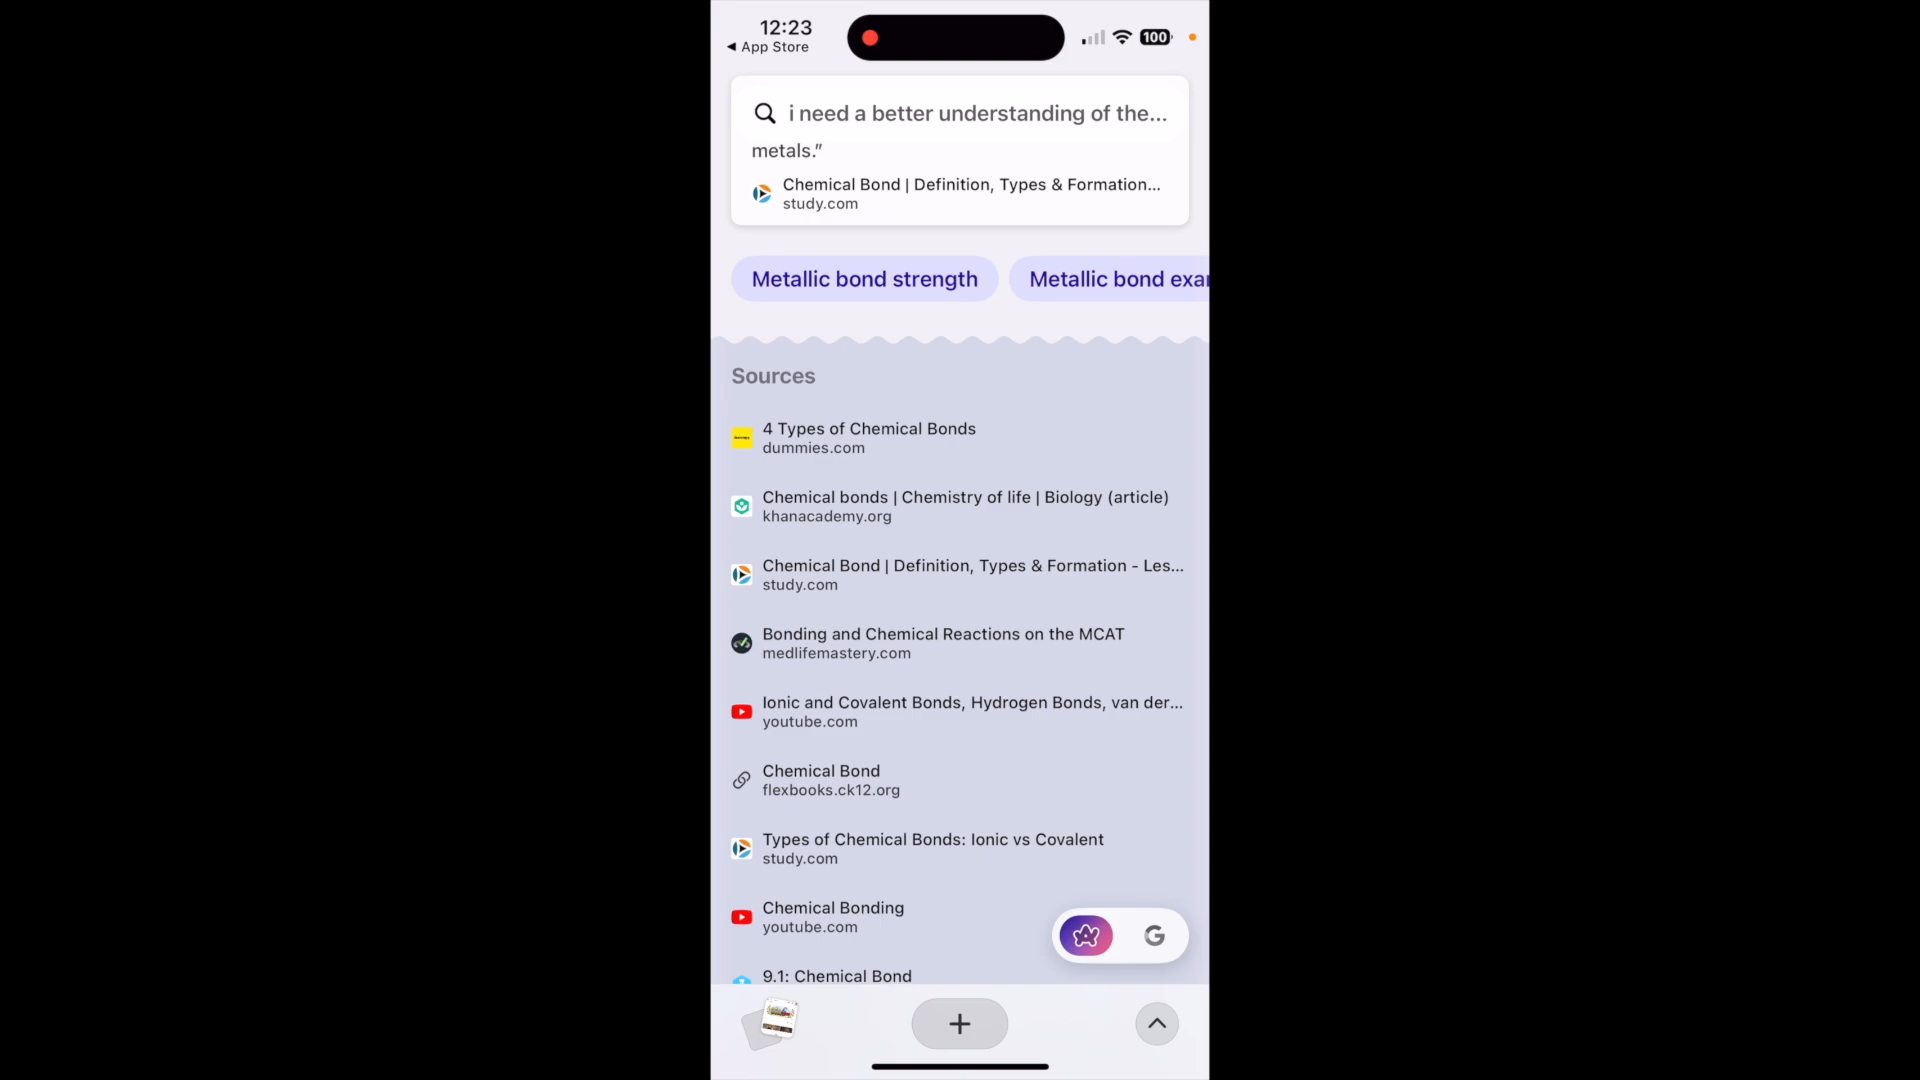 12:23
◀ App Store
100
i need a better understanding of the...
metals.”
Chemical Bond | Definition, Types & Formation...
study.com
Metallic bond strength
Metallic bond exa
Sources
4 Types of Chemical Bonds
dummies.com
Chemical bonds | Chemistry of life | Biology (article)
khanacademy.org
Chemical Bond | Definition, Types & Formation - Les...
study.com
Bonding and Chemical Reactions on the MCAT
medlifemastery.com
Ionic and Covalent Bonds, Hydrogen Bonds, van der...
youtube.com
Chemical Bond
flexbooks.ck12.org
Types of Chemical Bonds: Ionic vs Covalent
study.com
Chemical Bonding
youtube.com
G
9.1: Chemical Bond